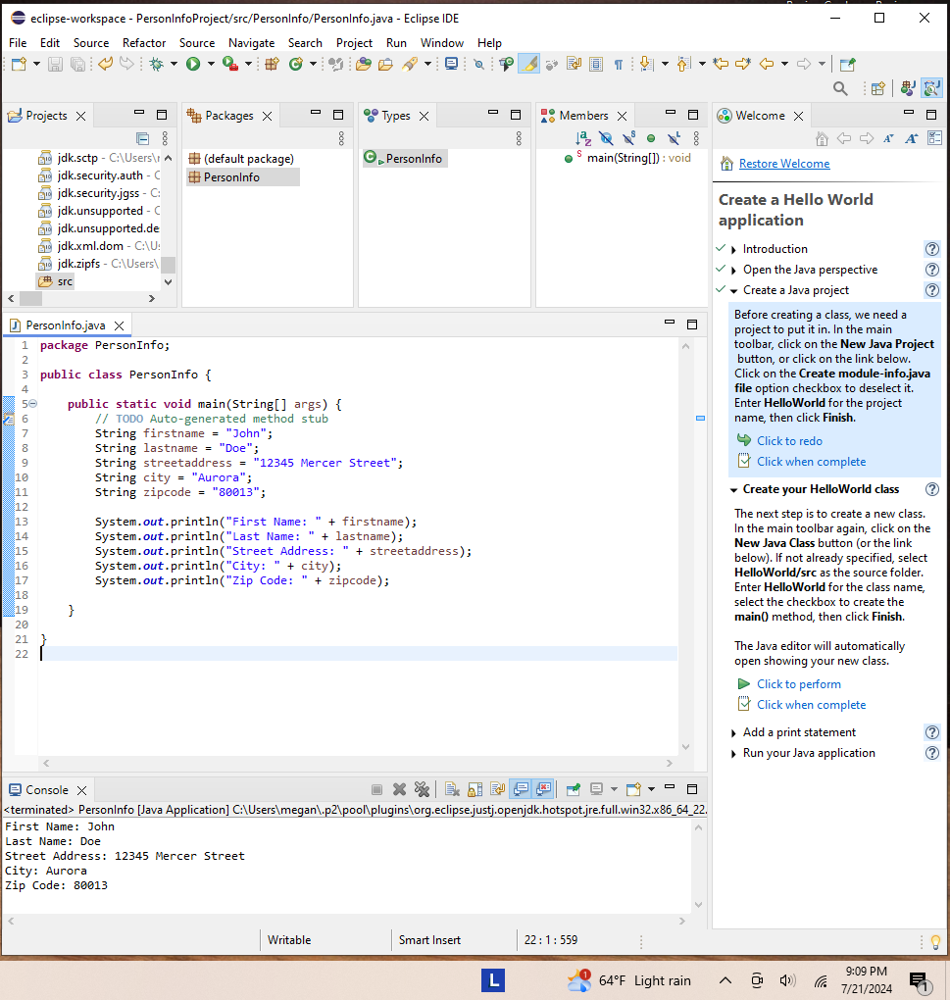 eclipse-workspace - PersonInfoProject/src/PersonInfo/PersonInfo.java - Eclipse IDE
File Edit Source Refactor Source Navigate Search Project Run Window Help
Projects
jdk.sctp - C:\Users\
jdk.security.auth - C
jdk.security.jgss - C:
jdk.unsupported - C
jdk.unsupported.de
jdk.xml.dom - C:\U
jdk.zipfs - C:\Users\
src
Packages
(default package)
PersonInfo
Types
PersonInfo
Members
main(String[]) : void
Welcome
Restore Welcome
Create a Hello World
application
Introduction
Open the Java perspective
Create a Java project
Before creating a class, we need a
project to put it in. In the main
toolbar, click on the New Java Project
button, or click on the link below.
Click on the Create module-info.java
file option checkbox to deselect it.
Enter HelloWorld for the project
name, then click Finish.
Click to redo
Click when complete
Create your HelloWorld class
The next step is to create a new class.
In the main toolbar again, click on the
New Java Class button (or the link
below). If not already specified, select
HelloWorld/src as the source folder.
Enter HelloWorld for the class name,
select the checkbox to create the
main() method, then click Finish.
The Java editor will automatically
open showing your new class.
Click to perform
Click when complete
Add a print statement
Run your Java application
PersonInfo.java
1 package PersonInfo;
2
3 public class PersonInfo {
4
5 public static void main(String[] args) {
6 // TODO Auto-generated method stub
7 String firstname = "John";
8 String lastname = "Doe";
9 String streetaddress = "12345 Mercer Street";
10 String city = "Aurora";
11 String zipcode = "80013";
12
13 System.out.println("First Name: " + firstname);
14 System.out.println("Last Name: " + lastname);
15 System.out.println("Street Address: " + streetaddress);
16 System.out.println("City: " + city);
17 System.out.println("Zip Code: " + zipcode);
18
19 }
20
21 }
22
Console
<terminated> PersonInfo [Java Application] C:\Users\megan\.p2\pool\plugins\org.eclipse.justj.openjdk.hotspot.jre.full.win32.x86_64_22.
First Name: John
Last Name: Doe
Street Address: 12345 Mercer Street
City: Aurora
Zip Code: 80013
Writable Smart Insert 22 : 1 : 559
L 1 64°F Light rain 9:09 PM
7/21/2024 1